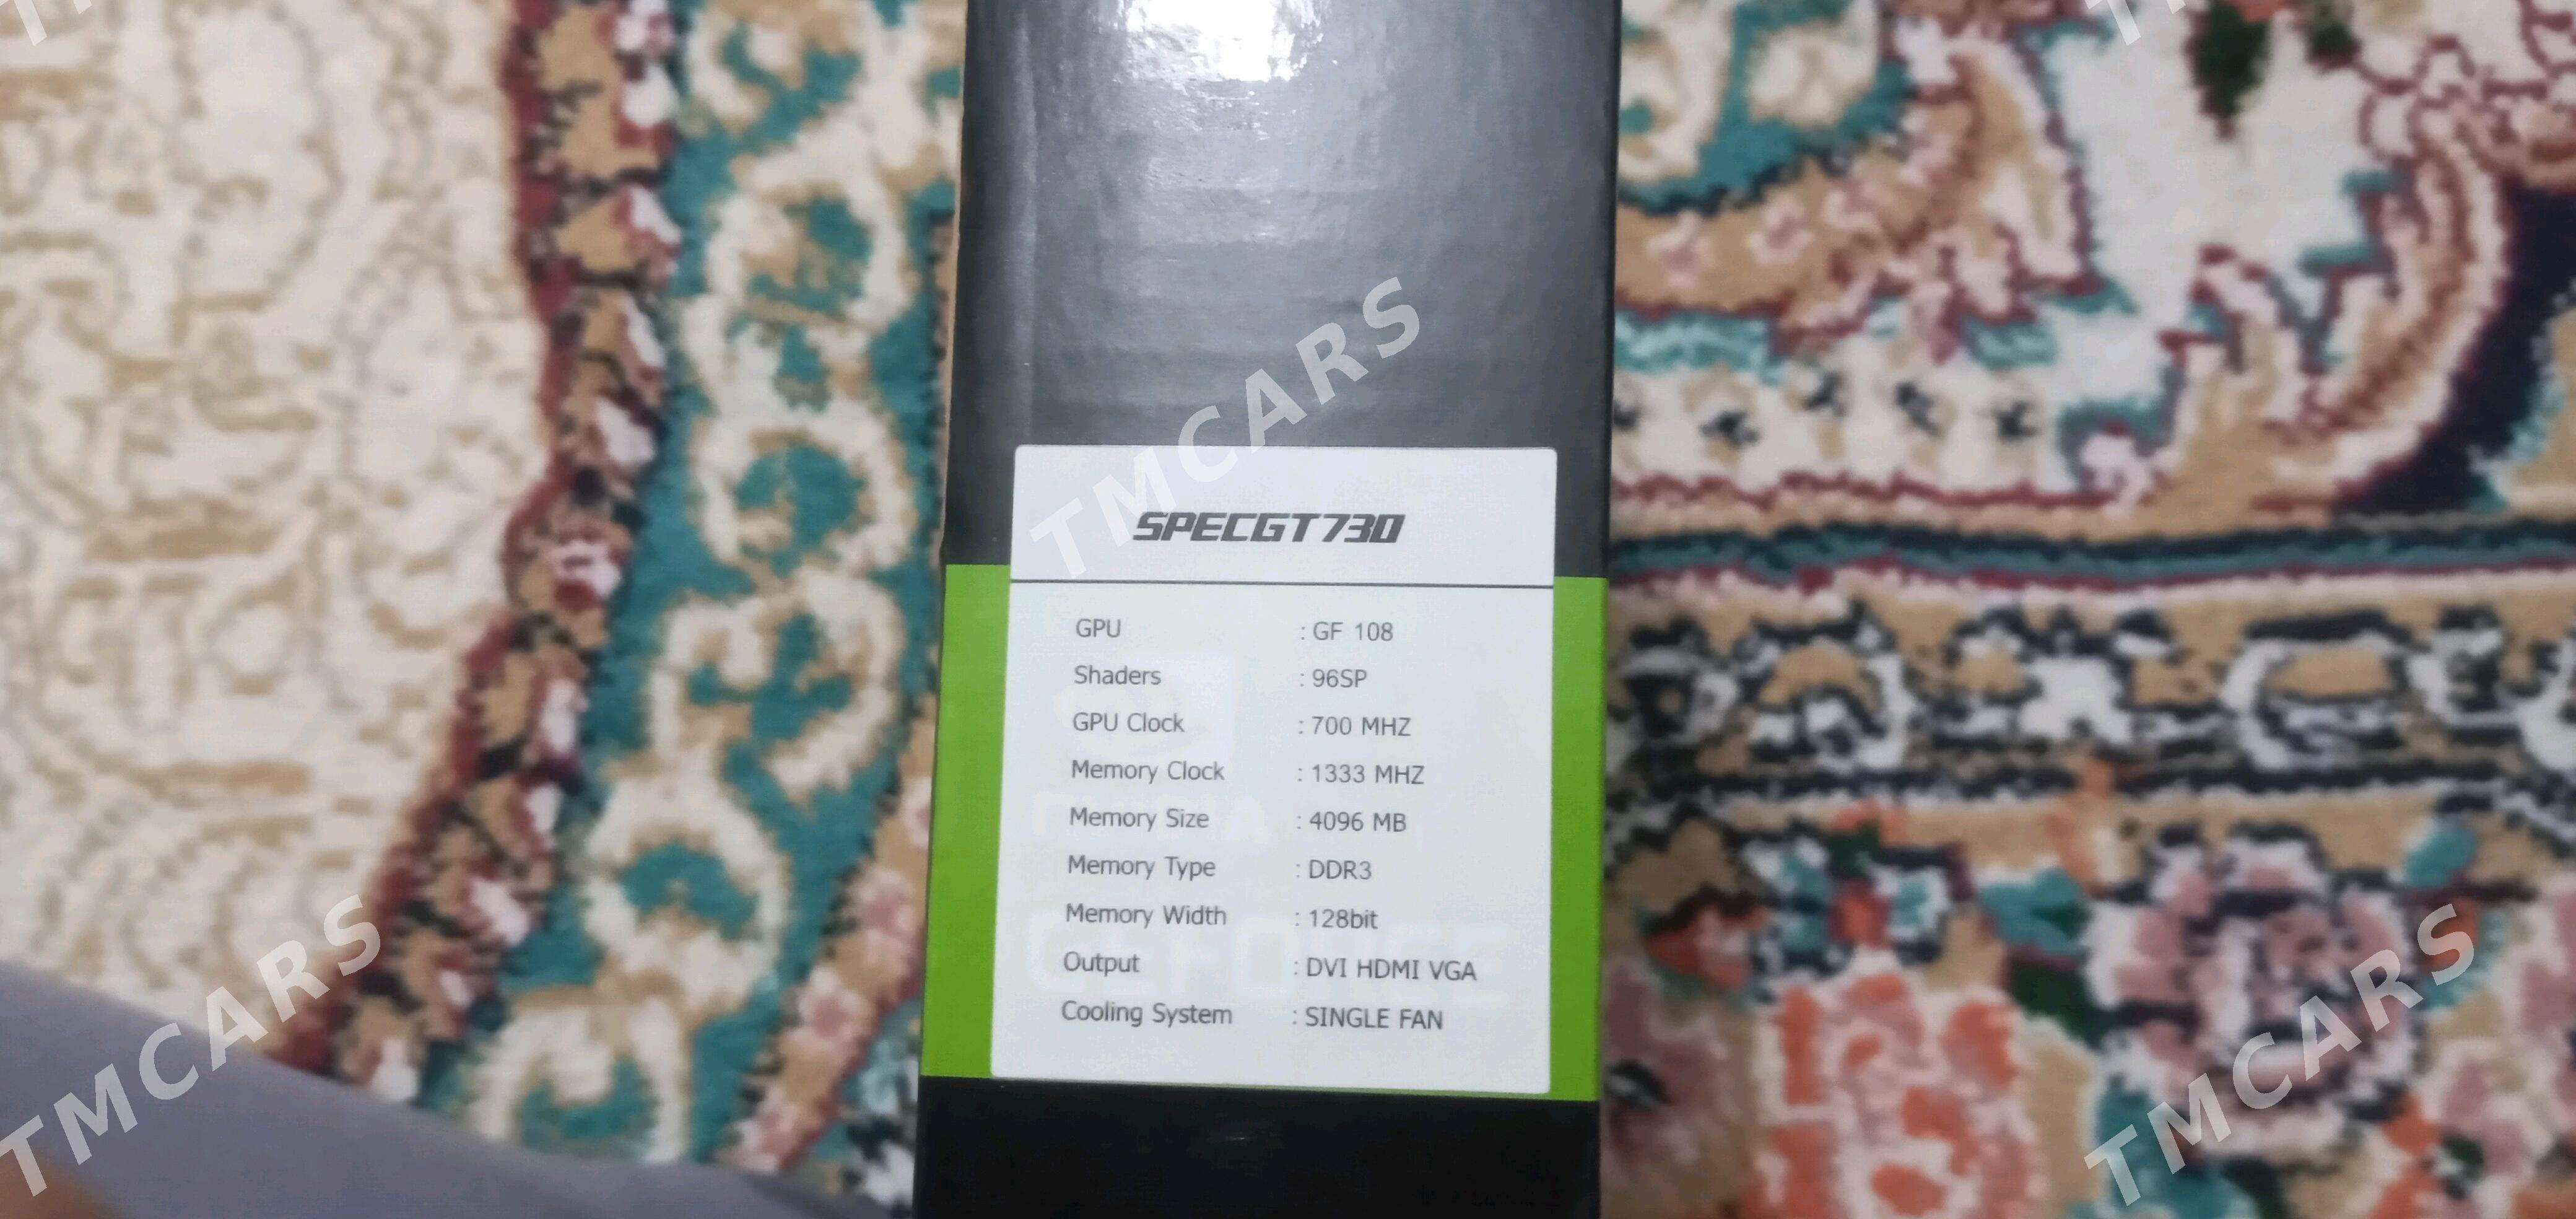 TMCARS
SPECGT730
GPU : GF 108
Shaders : 96SP
GPU Clock : 700 MHZ
Memory Clock : 1333 MHZ
Memory Size : 4096 MB
Memory Type : DDR3
Memory Width : 128bit
Output : DVI HDMI VGA
Cooling System : SINGLE FAN
TMCARS
TMCARS